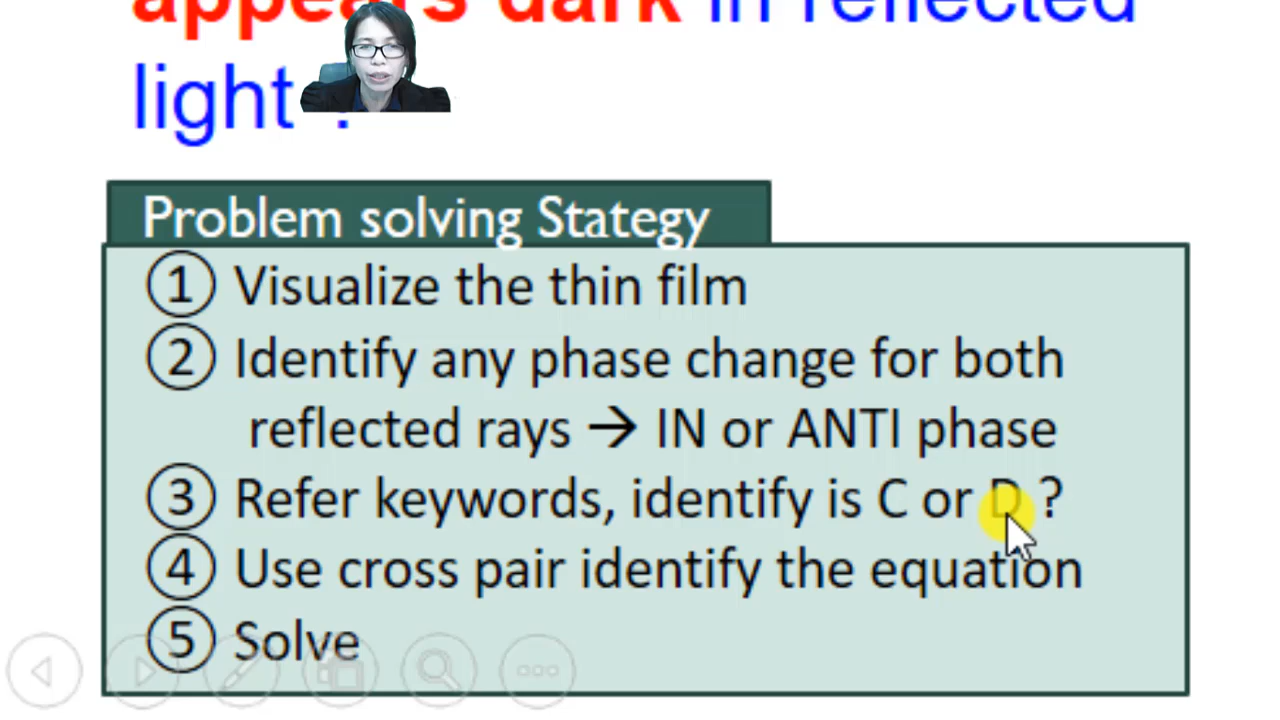 appears dark in reflected
light ?
Problem solving Stategy
1 Visualize the thin film
2 Identify any phase change for both
reflected rays → IN or ANTI phase
3 Refer keywords, identify is C or D ?
4 Use cross pair identify the equation
5 Solve